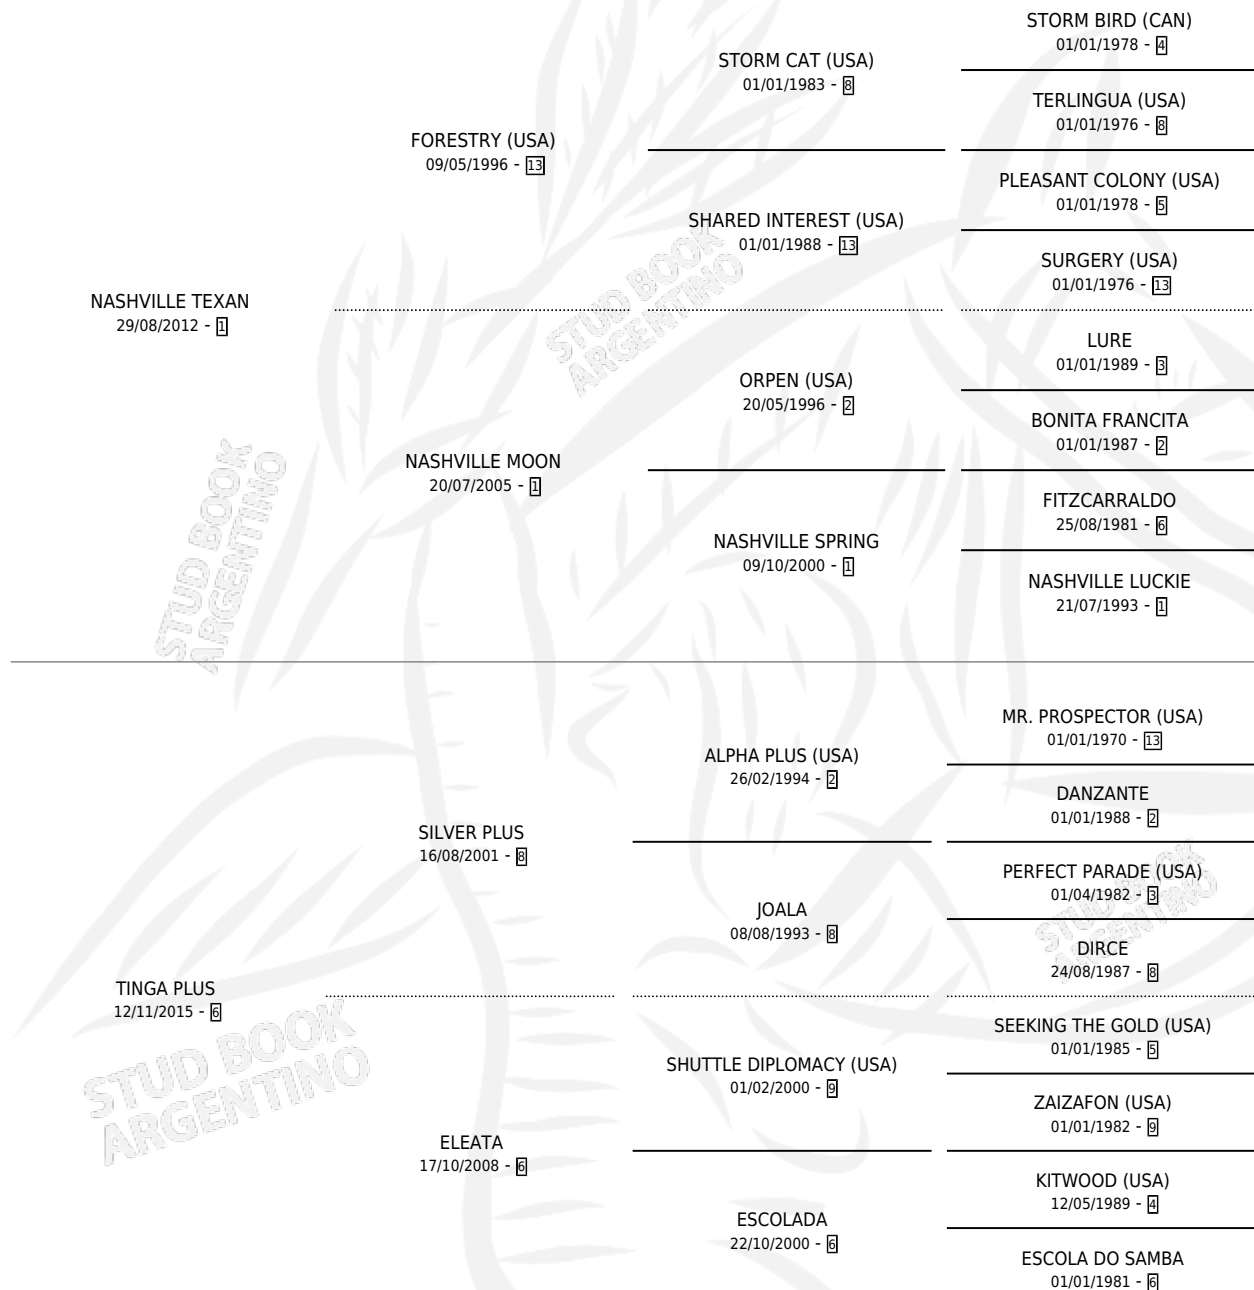 STORM BIRD (CAN)
01/01/1978 - 4
STORM CAT (USA)
01/01/1983 - 8
TERLINGUA (USA)
01/01/1976 - 8
FORESTRY (USA)
09/05/1996 - 13
PLEASANT COLONY (USA)
01/01/1978 - 5
SHARED INTEREST (USA)
01/01/1988 - 13
SURGERY (USA)
01/01/1976 - 13
NASHVILLE TEXAN
29/08/2012 - 1
LURE
01/01/1989 - 3
ORPEN (USA)
20/05/1996 - 2
BONITA FRANCITA
01/01/1987 - 2
NASHVILLE MOON
20/07/2005 - 1
FITZCARRALDO
25/08/1981 - 6
NASHVILLE SPRING
09/10/2000 - 1
NASHVILLE LUCKIE
21/07/1993 - 1
MR. PROSPECTOR (USA)
01/01/1970 - 13
ALPHA PLUS (USA)
26/02/1994 - 2
DANZANTE
01/01/1988 - 2
SILVER PLUS
16/08/2001 - 8
PERFECT PARADE (USA)
01/04/1982 - 3
JOALA
08/08/1993 - 8
DIRCE
24/08/1987 - 8
TINGA PLUS
12/11/2015 - 6
SEEKING THE GOLD (USA)
01/01/1985 - 5
SHUTTLE DIPLOMACY (USA)
01/02/2000 - 9
ZAIZAFON (USA)
01/01/1982 - 9
ELEATA
17/10/2008 - 6
KITWOOD (USA)
12/05/1989 - 4
ESCOLADA
22/10/2000 - 6
ESCOLA DO SAMBA
01/01/1981 - 6
STUD BOOK
ARGENTINO
STUD BOOK
ARGENTINO
STUD BOOK
ARGENTINO
STUD BOOK
ARGENTINO